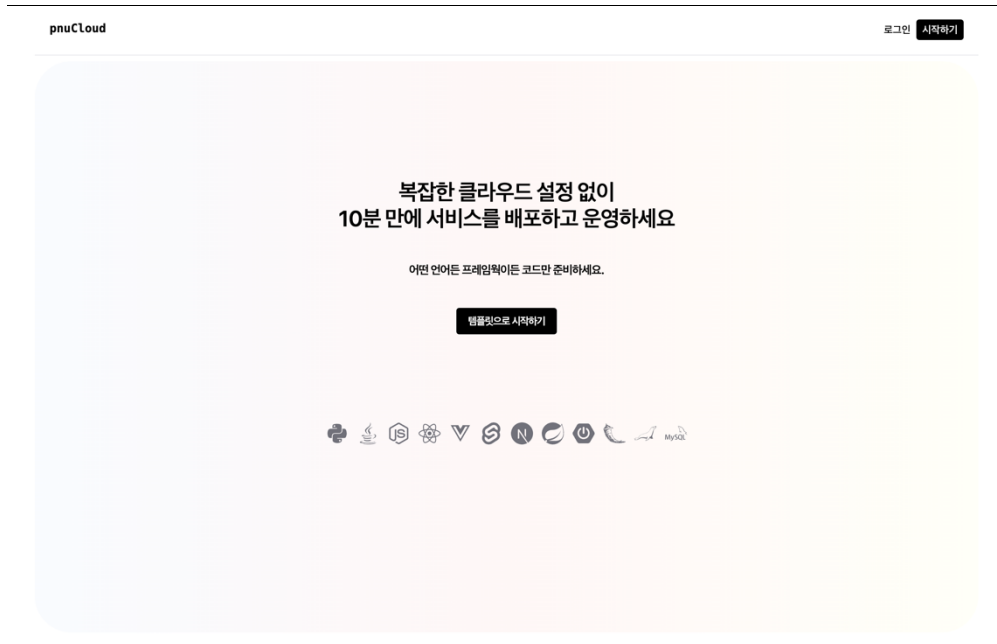 pnuCloud
로그인
시작하기
복잡한 클라우드 설정 없이
10분 만에 서비스를 배포하고 운영하세요
어떤 언어든 프레임웍이든 코드만 준비하세요.
템플릿으로 시작하기
JS
N
MySQL